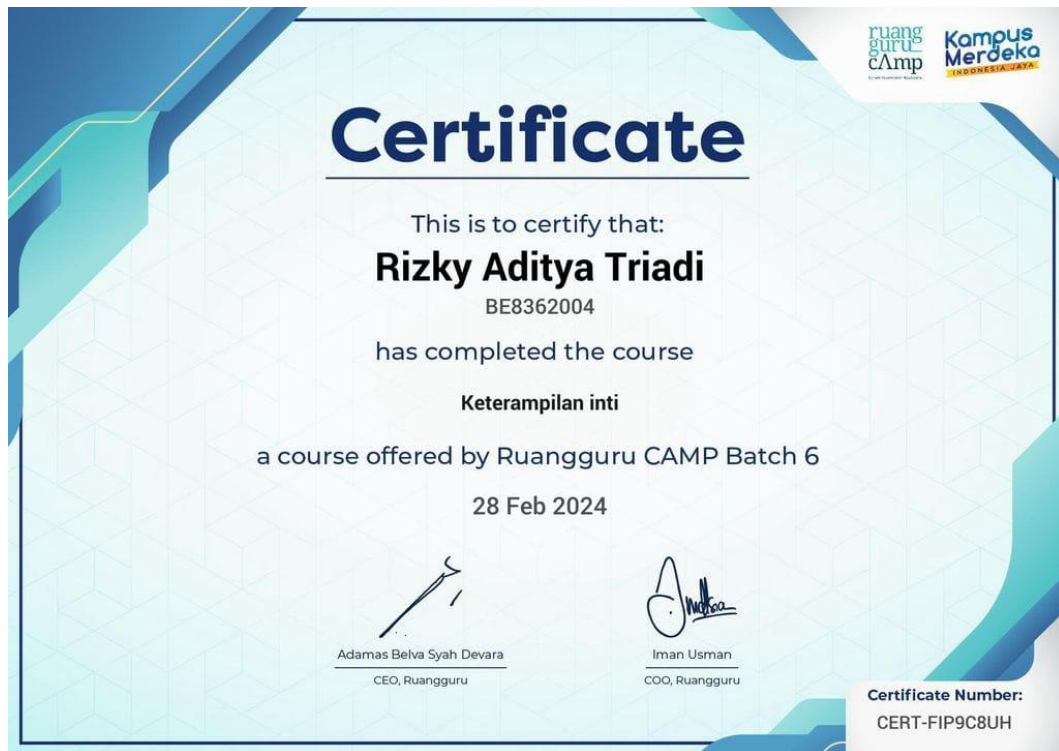 ruang
guru
cAmp
Kampus
Merdeka
INDONESIA JAYA
Certificate
This is to certify that:
Rizky Aditya Triadi
BE8362004
has completed the course
Keterampilan inti
a course offered by Ruangguru CAMP Batch 6
28 Feb 2024
Adamas Belva Syah Devara
CEO, Ruangguru
Iman Usman
COO, Ruangguru
Certificate Number:
CERT-FIP9C8UH